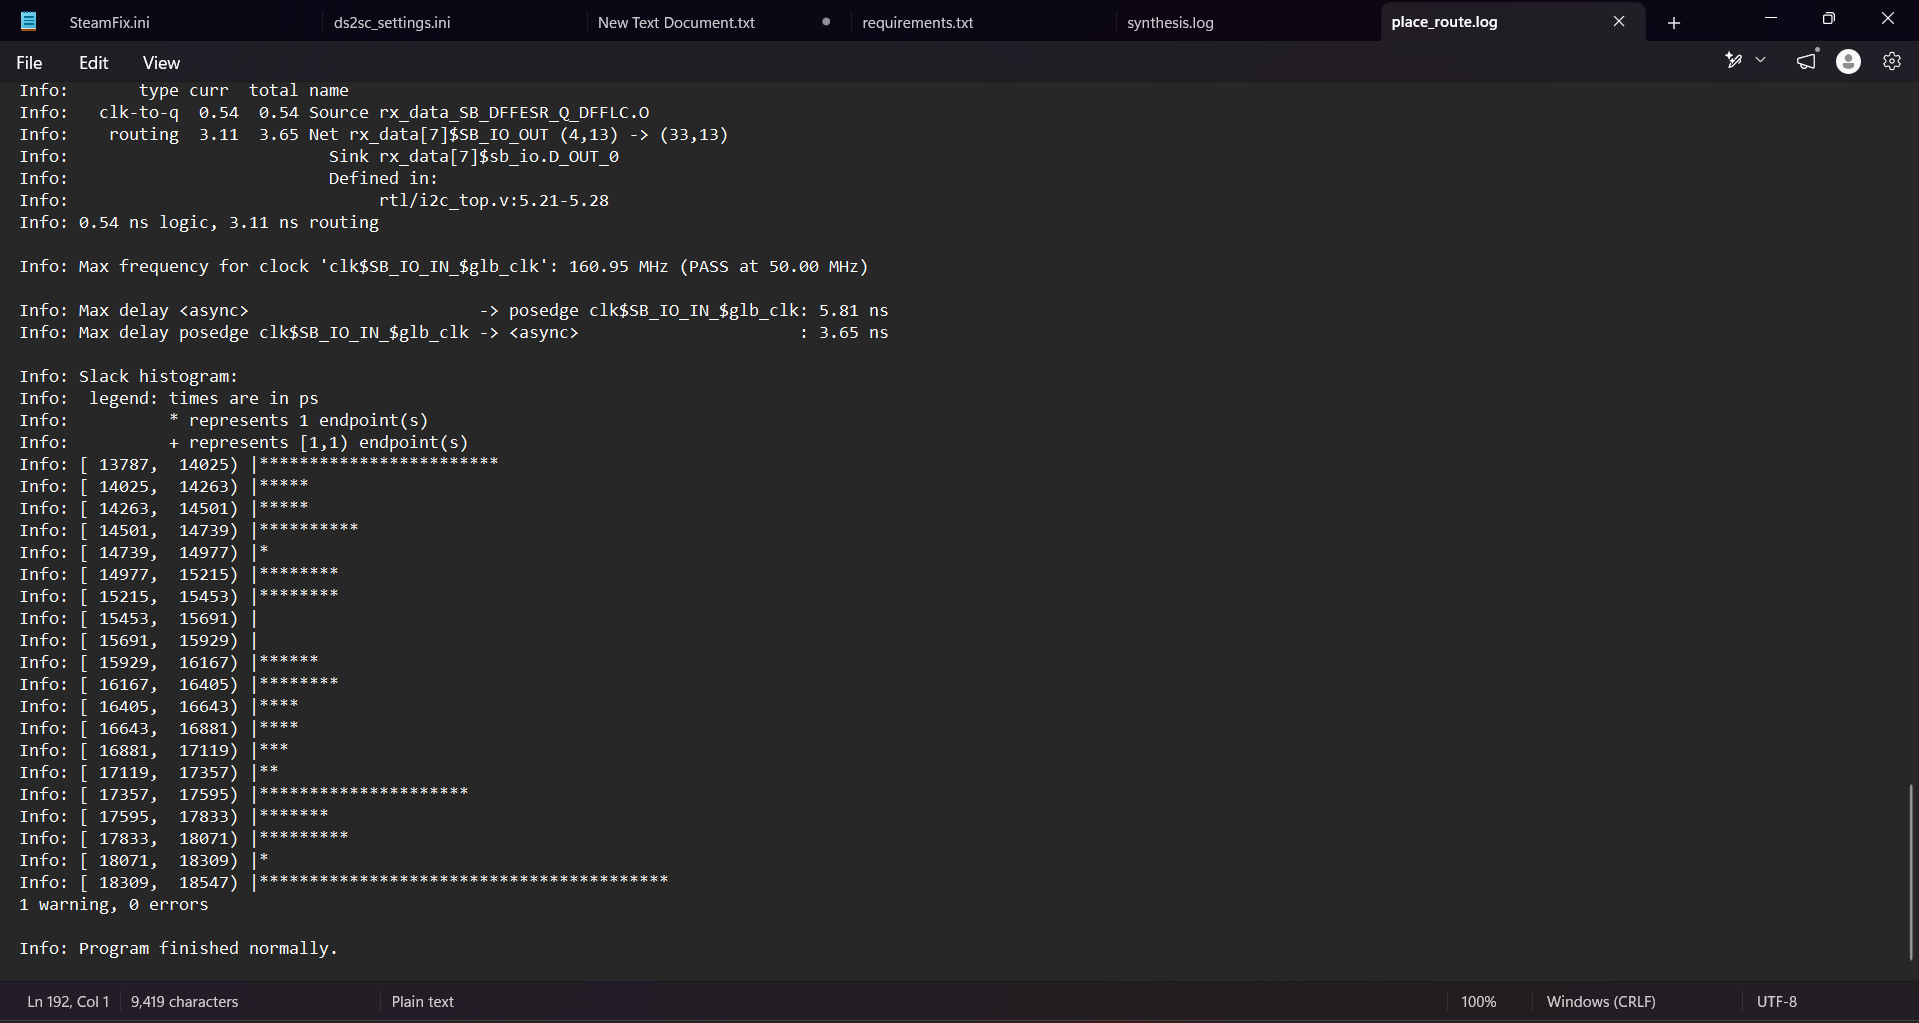 SteamFix.ini ds2sc_settings.ini New Text Document.txt requirements.txt synthesis.log place_route.log
File Edit View
Info:       type curr  total name
Info:   clk-to-q  0.54  0.54 Source rx_data_SB_DFFESR_Q_DFFLC.O
Info:    routing  3.11  3.65 Net rx_data[7]$SB_IO_OUT (4,13) -> (33,13)
Info:                          Sink rx_data[7]$sb_io.D_OUT_0
Info:                          Defined in:
Info:                               rtl/i2c_top.v:5.21-5.28
Info: 0.54 ns logic, 3.11 ns routing
Info: Max frequency for clock 'clk$SB_IO_IN_$glb_clk': 160.95 MHz (PASS at 50.00 MHz)
Info: Max delay <async>                       -> posedge clk$SB_IO_IN_$glb_clk: 5.81 ns
Info: Max delay posedge clk$SB_IO_IN_$glb_clk -> <async>                      : 3.65 ns
Info: Slack histogram:
Info:  legend: times are in ps
Info:          * represents 1 endpoint(s)
Info:          + represents [1,1) endpoint(s)
Info: [ 13787,  14025) |************************
Info: [ 14025,  14263) |*****
Info: [ 14263,  14501) |*****
Info: [ 14501,  14739) |**********
Info: [ 14739,  14977) |*
Info: [ 14977,  15215) |********
Info: [ 15215,  15453) |********
Info: [ 15453,  15691) |
Info: [ 15691,  15929) |
Info: [ 15929,  16167) |******
Info: [ 16167,  16405) |********
Info: [ 16405,  16643) |****
Info: [ 16643,  16881) |****
Info: [ 16881,  17119) |***
Info: [ 17119,  17357) |**
Info: [ 17357,  17595) |*********************
Info: [ 17595,  17833) |*******
Info: [ 17833,  18071) |*********
Info: [ 18071,  18309) |*
Info: [ 18309,  18547) |*****************************************
1 warning, 0 errors
Info: Program finished normally.
Ln 192, Col 1 9,419 characters Plain text 100% Windows (CRLF) UTF-8